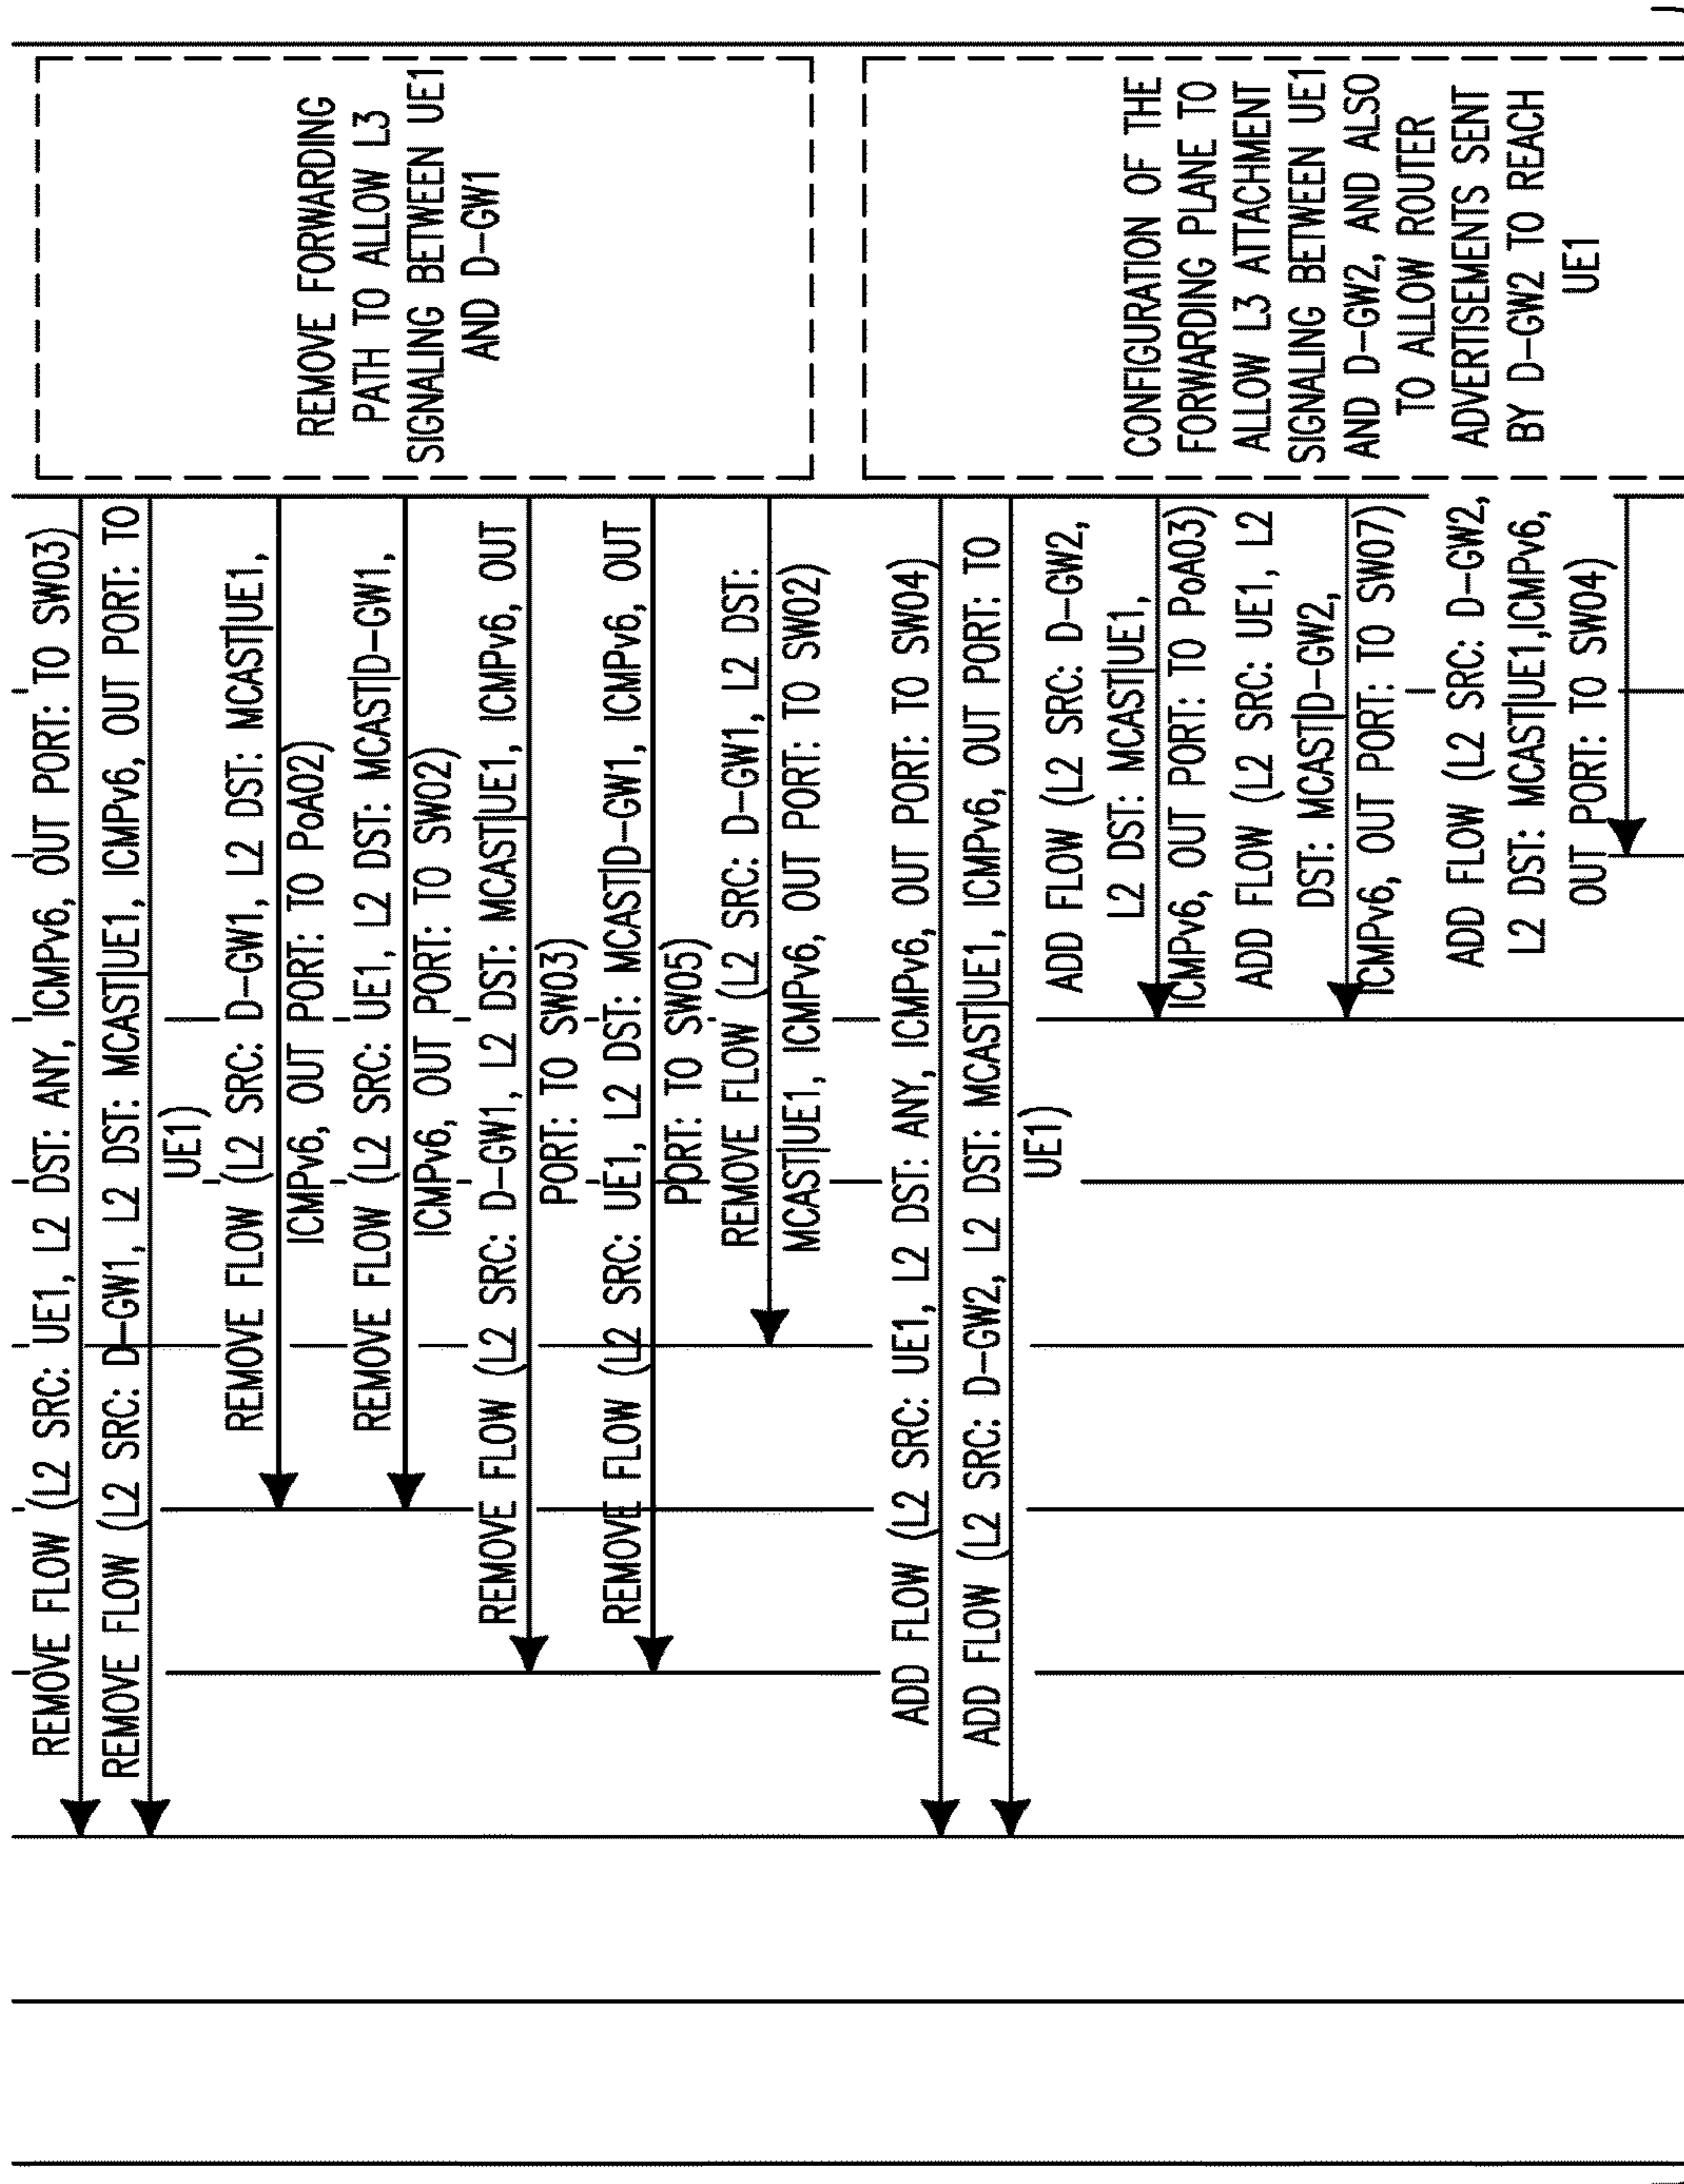 REMOVE FORWARDING
PATH TO ALLOW L3
SIGNALING BETWEEN UE1
AND D-GW1
CONFIGURATION OF THE
FORWARDING PLANE TO
ALLOW L3 ATTACHMENT
SIGNALING BETWEEN UE1
AND D-GW2, AND ALSO
TO ALLOW ROUTER
ADVERTISEMENTS SENT
BY D-GW2 TO REACH
UE1
REMOVE FLOW (L2 SRC: UE1, L2 DST: ANY, ICMPv6, OUT PORT: TO SW03)
REMOVE FLOW (L2 SRC: D-GW1, L2 DST: MCAST|UE1, ICMPv6, OUT PORT: TO
UE1)
REMOVE FLOW (L2 SRC: D-GW1, L2 DST: MCAST|UE1,
ICMPv6, OUT PORT: TO PoA02)
REMOVE FLOW (L2 SRC: UE1, L2 DST: MCAST|D-GW1,
ICMPv6, OUT PORT: TO SW02)
REMOVE FLOW (L2 SRC: D-GW1, L2 DST: MCAST|UE1, ICMPv6, OUT
PORT: TO SW03)
REMOVE FLOW (L2 SRC: UE1, L2 DST: MCAST|D-GW1, ICMPv6, OUT
PORT: TO SW05)
REMOVE FLOW (L2 SRC: D-GW1, L2 DST:
MCAST|UE1, ICMPv6, OUT PORT: TO SW02)
ADD FLOW (L2 SRC: UE1, L2 DST: ANY, ICMPv6, OUT PORT: TO SW04)
ADD FLOW (L2 SRC: D-GW2, L2 DST: MCAST|UE1, ICMPv6, OUT PORT: TO
UE1)
ADD FLOW (L2 SRC: D-GW2,
L2 DST: MCAST|UE1,
ICMPv6, OUT PORT: TO PoA03)
ADD FLOW (L2 SRC: UE1, L2
DST: MCAST|D-GW2,
ICMPv6, OUT PORT: TO SW07)
ADD FLOW (L2 SRC: D-GW2,
L2 DST: MCAST|UE1,ICMPv6,
OUT PORT: TO SW04)